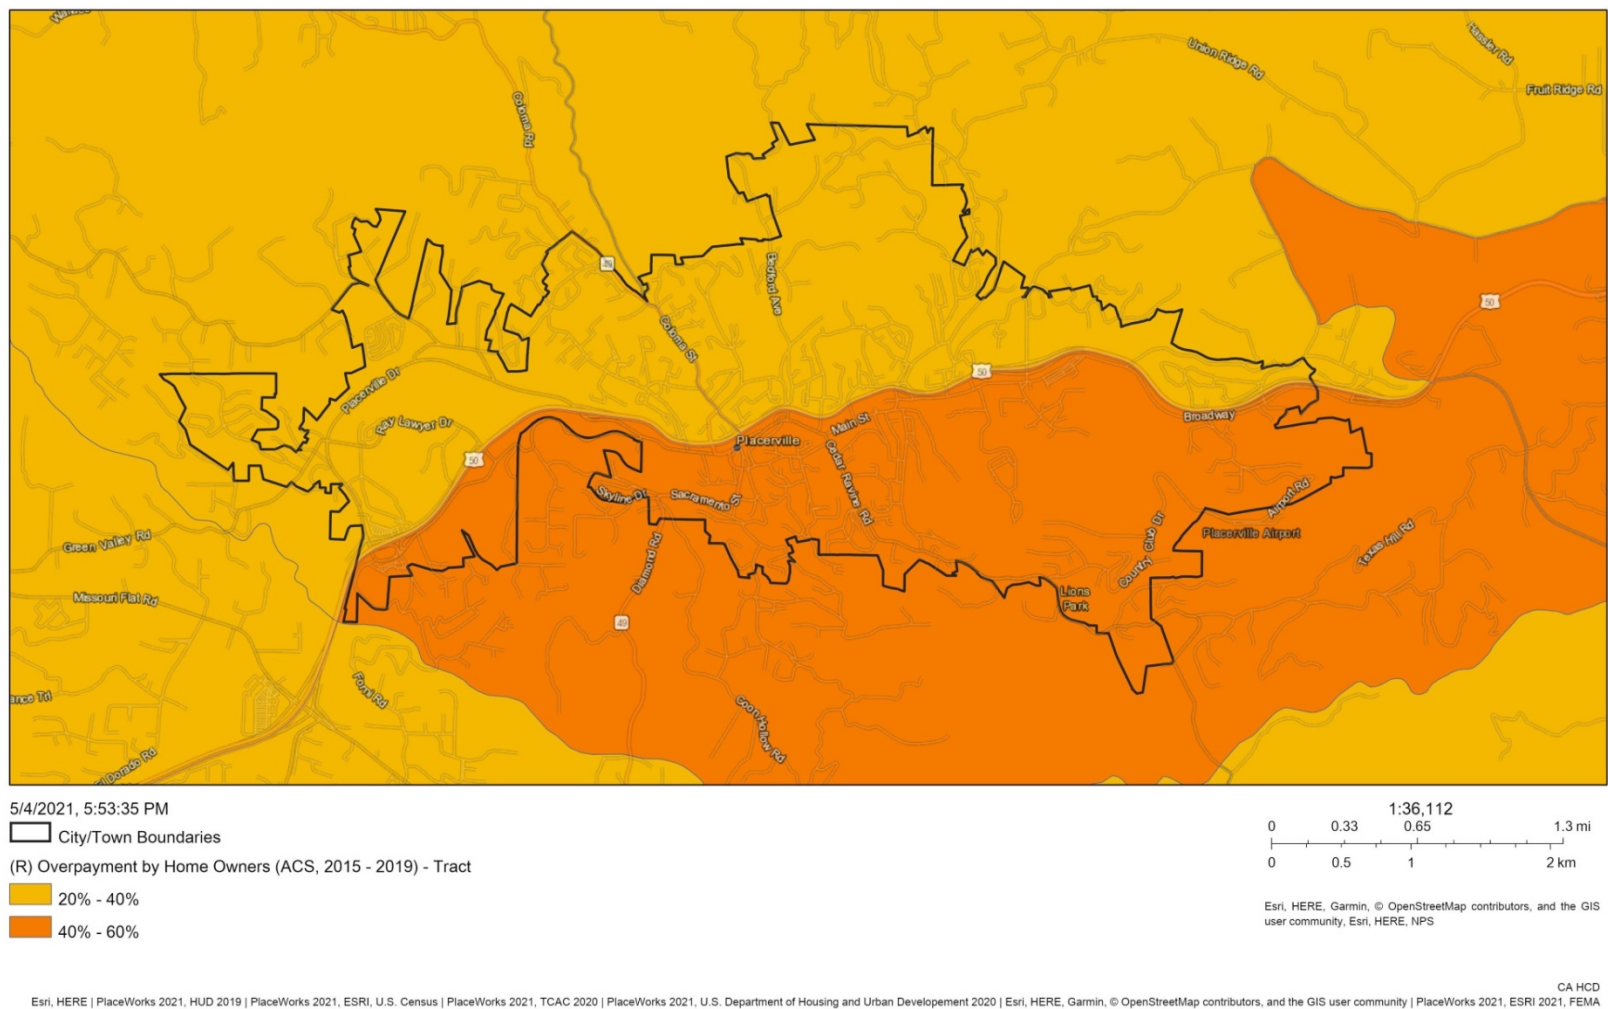 Union Ridge Rd
Hassler Rd
Fruit Ridge Rd
Coloma Rd
49
Bedford Ave
Coloma St
50
50
Placerville Dr
Ray Lawyer Dr
Broadway
Main St
Placerville
50
Cedar Ravine Rd
Skyline Dr
Sacramento St
Airport Rd
Placerville Airport
Texas Hill Rd
Country Club Dr
Green Valley Rd
Diamond Rd
Missouri Flat Rd
Lions
Park
49
Forni Rd
Coon Hollow Rd
El Dorado Rd
5/4/2021, 5:53:35 PM
City/Town Boundaries
(R) Overpayment by Home Owners (ACS, 2015 - 2019) - Tract
20% - 40%
40% - 60%
1:36,112
0 0.33 0.65 1.3 mi
0 0.5 1 2 km
Esri, HERE, Garmin, © OpenStreetMap contributors, and the GIS
user community, Esri, HERE, NPS
CA HCD
Esri, HERE | PlaceWorks 2021, HUD 2019 | PlaceWorks 2021, ESRI, U.S. Census | PlaceWorks 2021, TCAC 2020 | PlaceWorks 2021, U.S. Department of Housing and Urban Developement 2020 | Esri, HERE, Garmin, © OpenStreetMap contributors, and the GIS user community | PlaceWorks 2021, ESRI 2021, FEMA